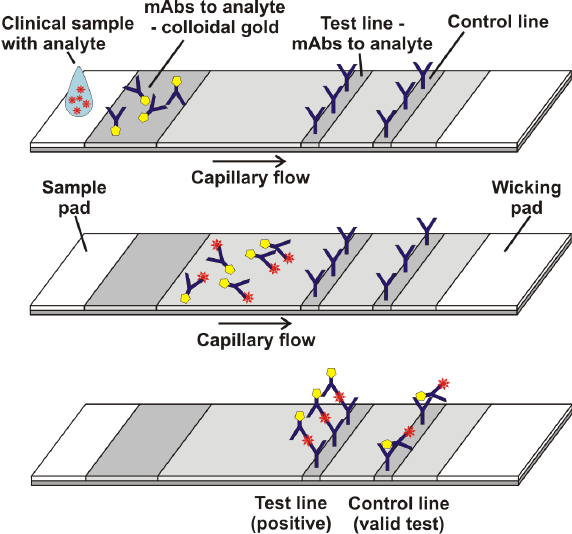 Clinical sample
with analyte
mAbs to analyte
- colloidal gold
Test line -
mAbs to analyte
Control line
Capillary flow
Sample
pad
Wicking
pad
Capillary flow
Test line
(positive)
Control line
(valid test)